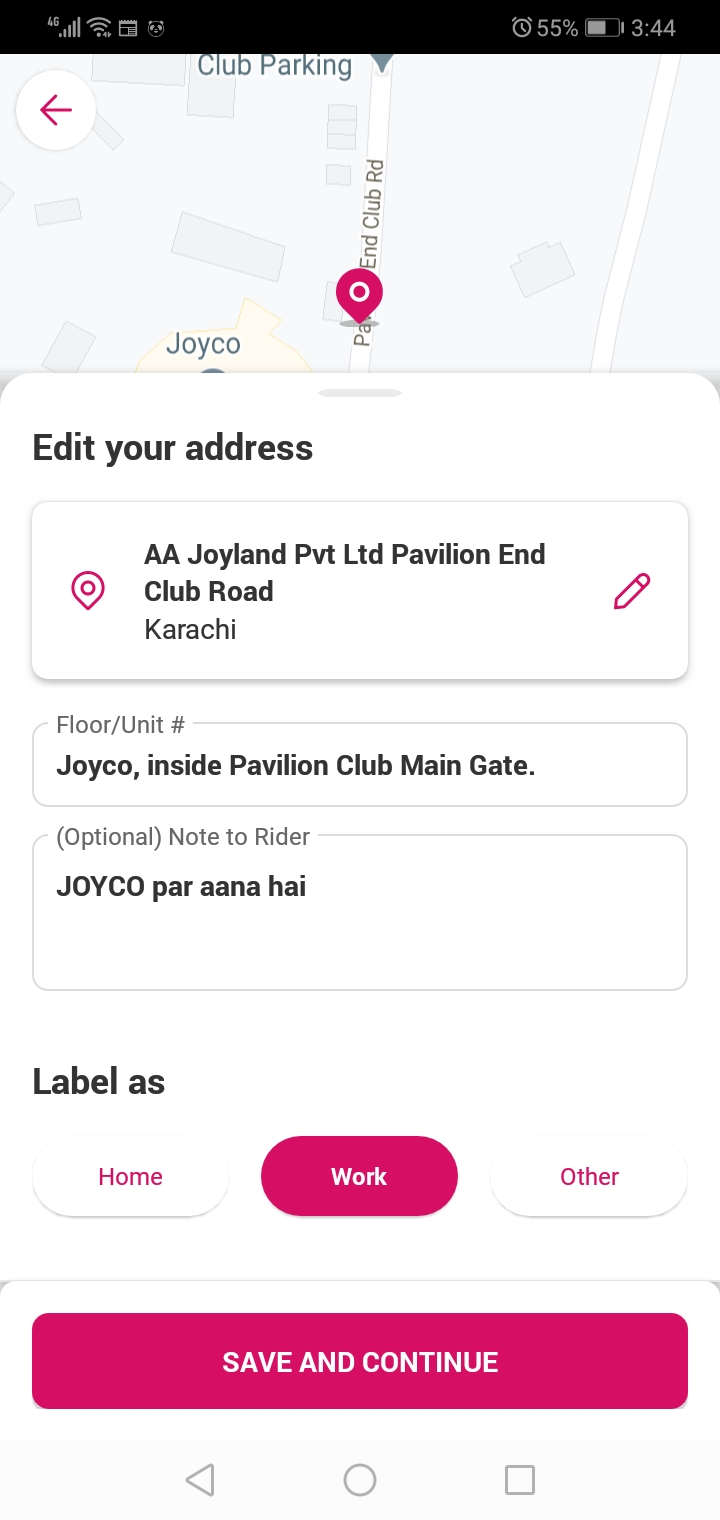 4G
55%
3:44
Club Parking
End Club Rd
Pa
Joyco
Edit your address
AA Joyland Pvt Ltd Pavilion End
Club Road
Karachi
Floor/Unit #
Joyco, inside Pavilion Club Main Gate.
(Optional) Note to Rider
JOYCO par aana hai
Label as
Home
Work
Other
SAVE AND CONTINUE